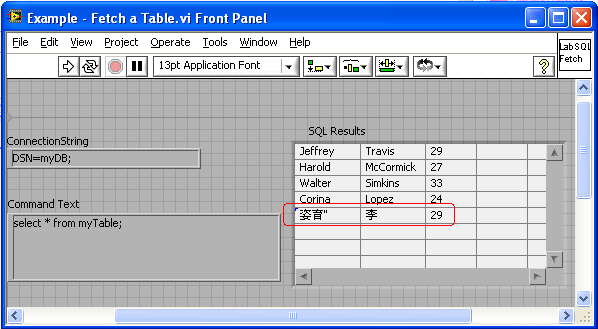 Example - Fetch a Table.vi Front Panel
File Edit View Project Operate Tools Window Help
13pt Application Font
?
LabSQL
Fetch
ConnectionString
DSN=myDB;
Command Text
select * from myTable;
SQL Results
Jeffrey Travis 29
Harold McCormick 27
Walter Simkins 33
Corina Lopez 24
姿育" 李 29